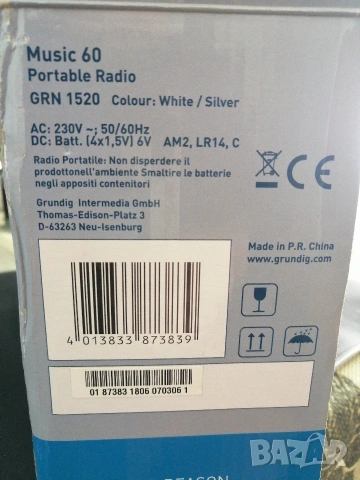 Music 60
Portable Radio
GRN 1520 Colour: White / Silver
AC: 230V ~; 50/60Hz
DC: Batt. (4x1,5V) 6V AM2, LR14, C
Radio Portatile: Non disperdere il
prodottonell'ambiente Smaltire le batterie
negli appositi contenitori
CE
Grundig Intermedia GmbH
Thomas-Edison-Platz 3
D-63263 Neu-Isenburg
Made in P.R. China
www.grundig.com
4 013833 873839
01 87383 1806 070306 1
BAZAR